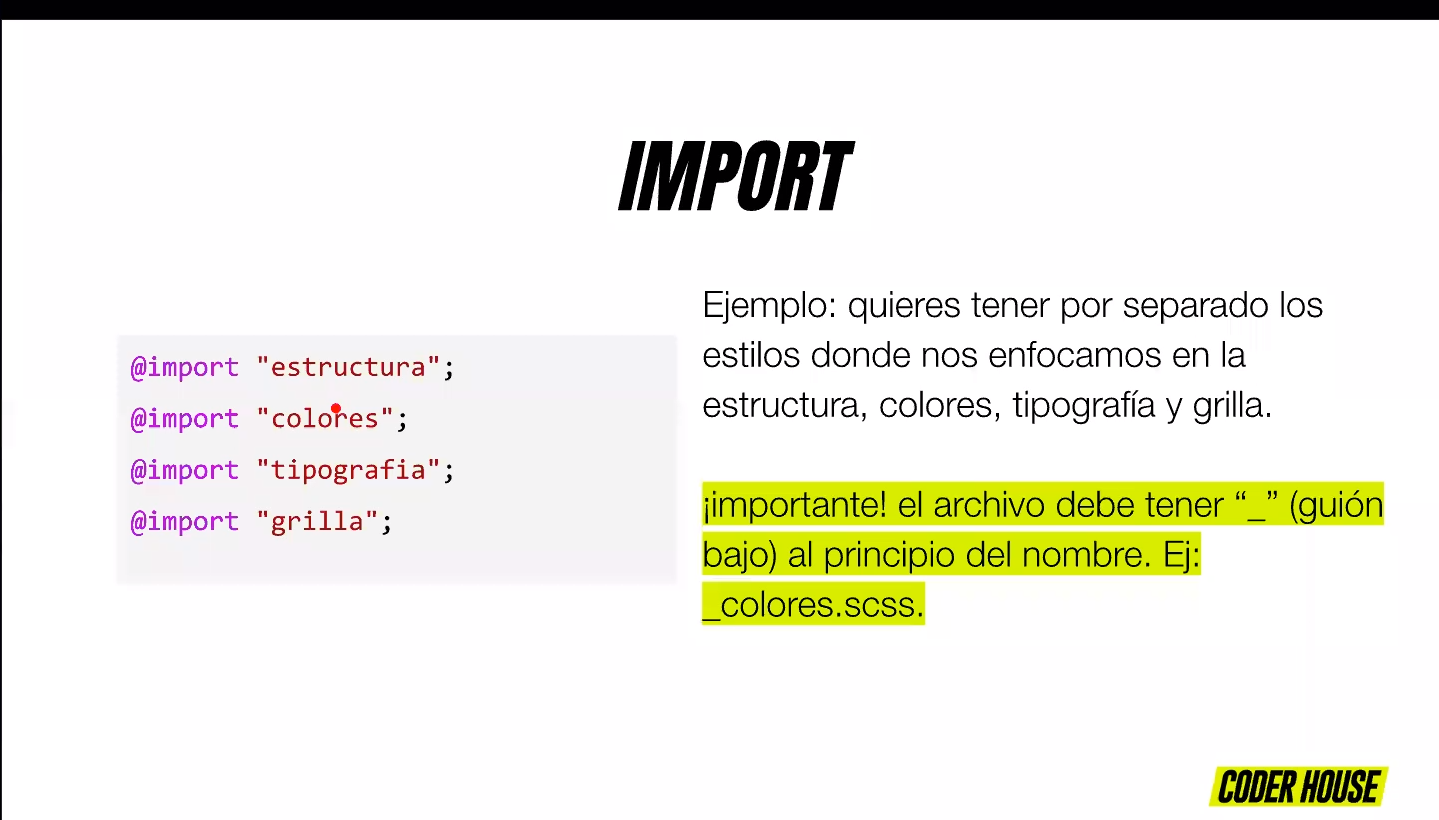 IMPORT
@import "estructura";
@import "colores";
@import "tipografia";
@import "grilla";
Ejemplo: quieres tener por separado los
estilos donde nos enfocamos en la
estructura, colores, tipografía y grilla.
¡importante! el archivo debe tener “_” (guión
bajo) al principio del nombre. Ej:
_colores.scss.
CODER HOUSE